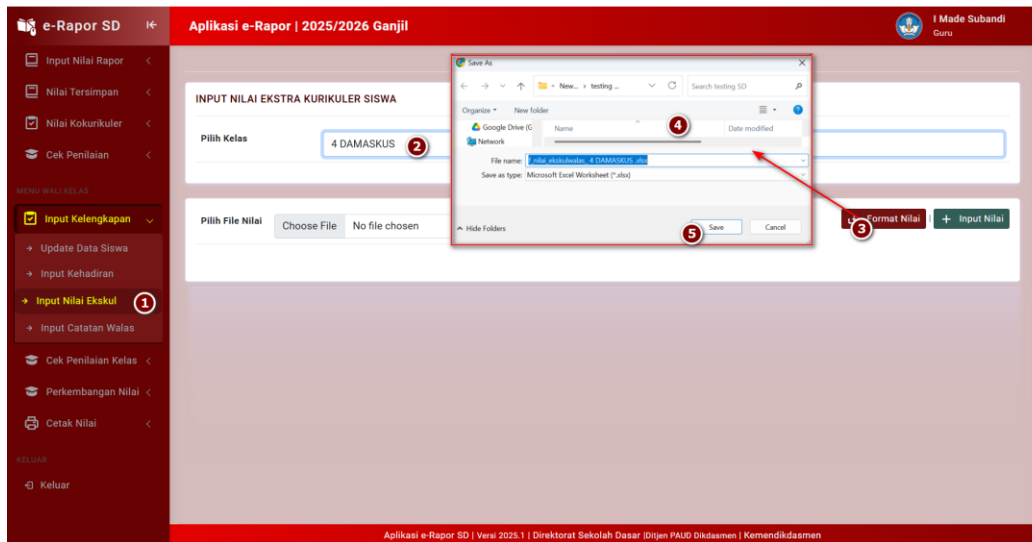 e-Rapor SD
Aplikasi e-Rapor | 2025/2026 Ganjil
I Made Subandi
Guru
Input Nilai Rapor
Nilai Tersimpan
Nilai Kokurikuler
Cek Penilaian
MENU WALI KELAS
Input Kelengkapan
Update Data Siswa
Input Kehadiran
Input Nilai Ekskul
1
Input Catatan Walas
Cek Penilaian Kelas
Perkembangan Nilai
Cetak Nilai
KELUAR
Keluar
INPUT NILAI EKSTRA KURIKULER SISWA
Pilih Kelas
4 DAMASKUS
2
Pilih File Nilai
Choose File No file chosen
Format Nilai
3
+ Input Nilai
Save As
New... › testing ...
Search testing SD
Organize
New folder
Google Drive (G
Network
Name
4
Date modified
File name: f_nilai_ekskulwalas_4 DAMASKUS .xlsx
Save as type: Microsoft Excel Worksheet (*.xlsx)
Hide Folders
5
Save
Cancel
Aplikasi e-Rapor SD | Versi 2025.1 | Direktorat Sekolah Dasar |Ditjen PAUD Dikdasmen | Kemendikdasmen